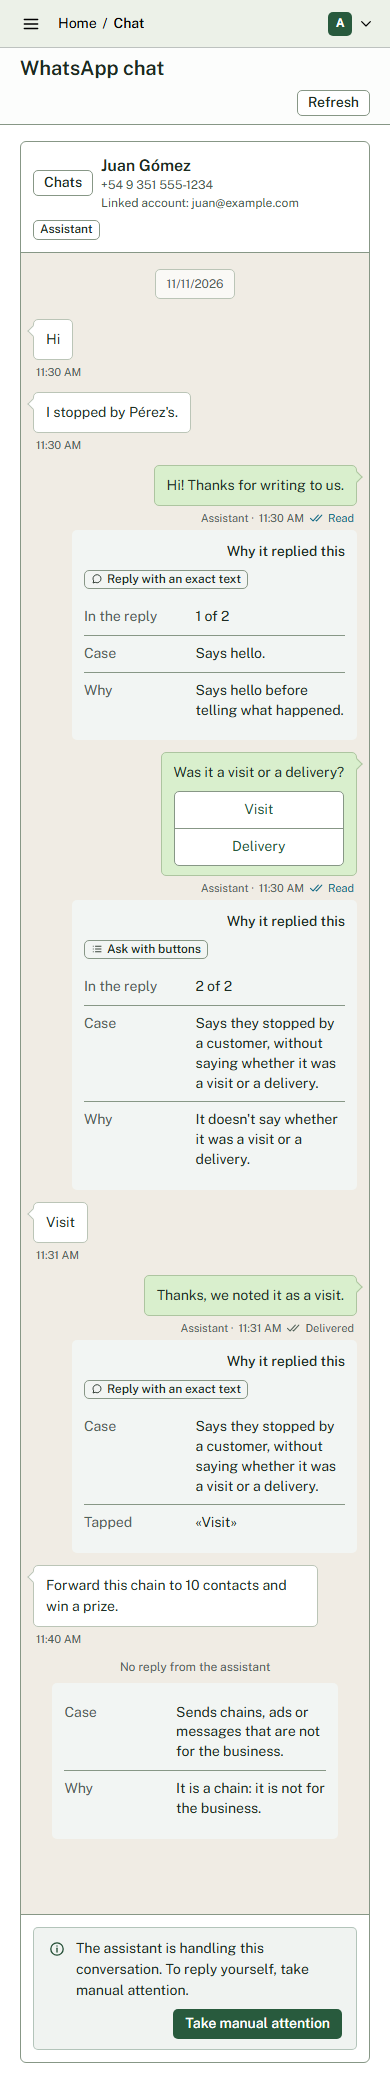 Home / Chat
A
WhatsApp chat
Refresh
Chats
Juan Gómez
+54 9 351 555-1234
Linked account: juan@example.com
Assistant
11/11/2026
Hi
11:30 AM
I stopped by Pérez's.
11:30 AM
Hi! Thanks for writing to us.
Assistant · 11:30 AM Read
Why it replied this
Reply with an exact text
In the reply 1 of 2
Case Says hello.
Why Says hello before
telling what happened.
Was it a visit or a delivery?
Visit
Delivery
Assistant · 11:30 AM Read
Why it replied this
Ask with buttons
In the reply 2 of 2
Case Says they stopped by
a customer, without
saying whether it was
a visit or a delivery.
Why It doesn't say whether
it was a visit or a
delivery.
Visit
11:31 AM
Thanks, we noted it as a visit.
Assistant · 11:31 AM Delivered
Why it replied this
Reply with an exact text
Case Says they stopped by
a customer, without
saying whether it was
a visit or a delivery.
Tapped «Visit»
Forward this chain to 10 contacts and
win a prize.
11:40 AM
No reply from the assistant
Case Sends chains, ads or
messages that are not
for the business.
Why It is a chain: it is not for
the business.
The assistant is handling this
conversation. To reply yourself, take
manual attention.
Take manual attention